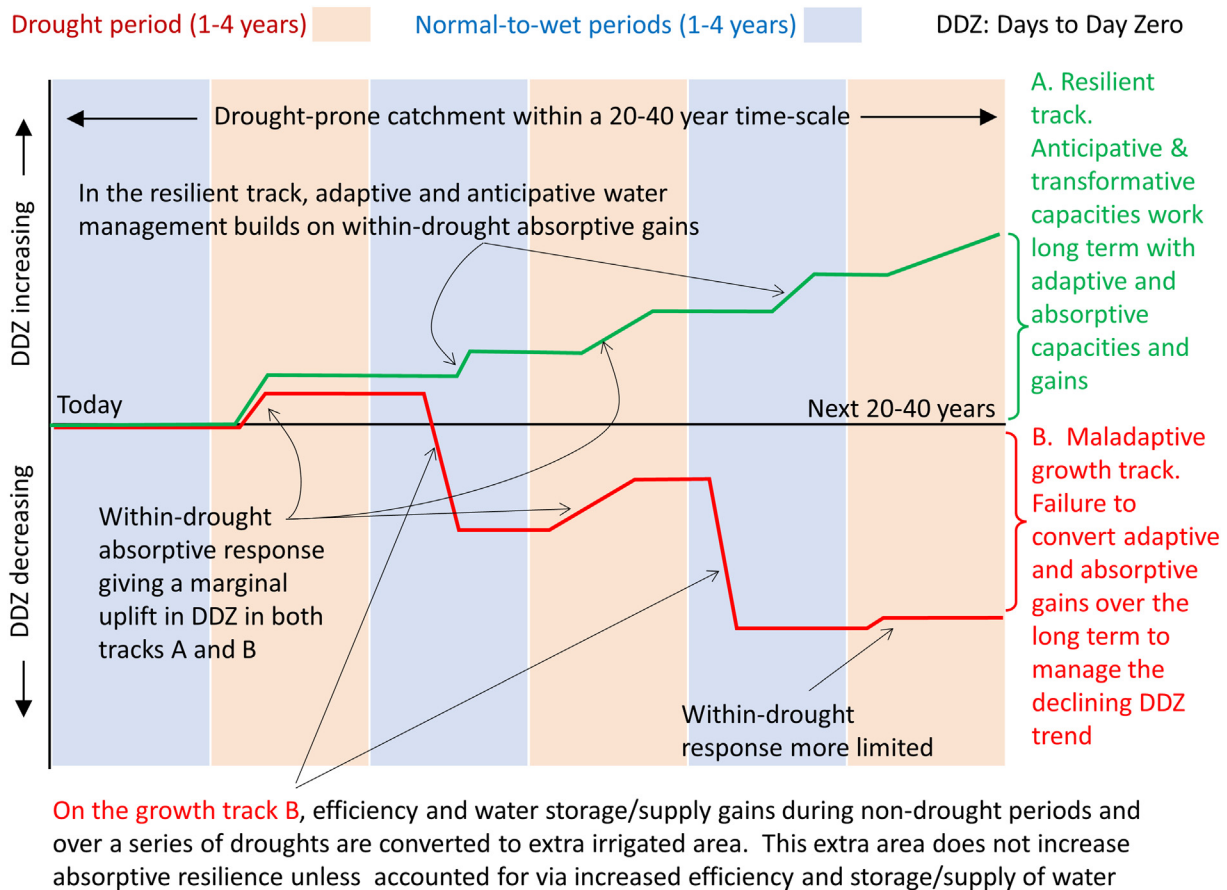 Drought period (1-4 years)
Normal-to-wet periods (1-4 years)
DDZ: Days to Day Zero
Drought-prone catchment within a 20-40 year time-scale
In the resilient track, adaptive and anticipative water
management builds on within-drought absorptive gains
DDZ increasing
DDZ decreasing
Today
Next 20-40 years
Within-drought
absorptive response
giving a marginal
uplift in DDZ in both
tracks A and B
Within-drought
response more limited
A. Resilient
track.
Anticipative &
transformative
capacities work
long term with
adaptive and
absorptive
capacities and
gains
B. Maladaptive
growth track.
Failure to
convert adaptive
and absorptive
gains over the
long term to
manage the
declining DDZ
trend
On the growth track B, efficiency and water storage/supply gains during non-drought periods and
over a series of droughts are converted to extra irrigated area. This extra area does not increase
absorptive resilience unless accounted for via increased efficiency and storage/supply of water